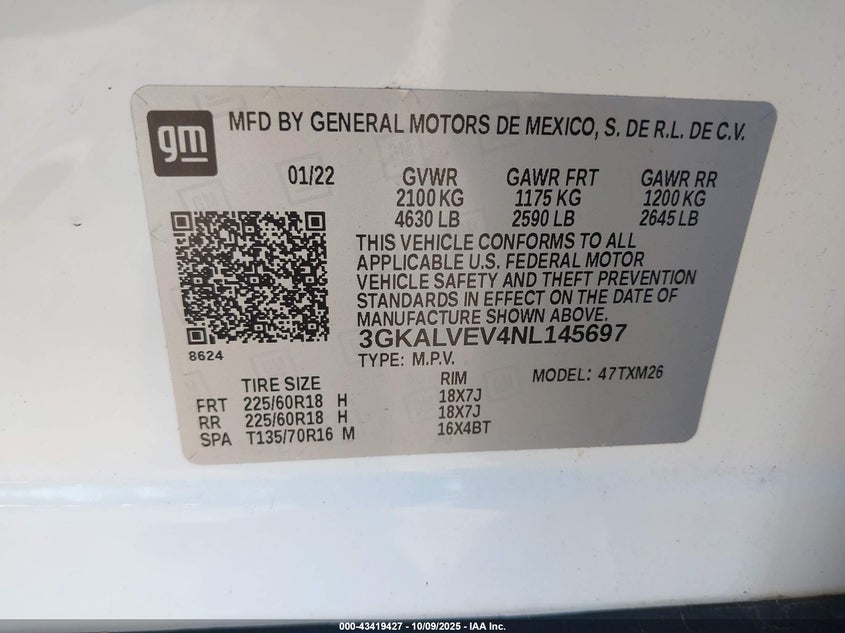 gm
MFD BY GENERAL MOTORS DE MEXICO, S. DE R.L. DE C.V.
01/22 GVWR GAWR FRT GAWR RR
2100 KG 1175 KG 1200 KG
4630 LB 2590 LB 2645 LB
THIS VEHICLE CONFORMS TO ALL
APPLICABLE U.S. FEDERAL MOTOR
VEHICLE SAFETY AND THEFT PREVENTION
STANDARDS IN EFFECT ON THE DATE OF
MANUFACTURE SHOWN ABOVE.
3GKALVEV4NL145697
8624
TYPE: M.P.V.
TIRE SIZE RIM MODEL: 47TXM26
FRT 225/60R18 H 18X7J
RR 225/60R18 H 18X7J
SPA T135/70R16 M 16X4BT
000-43419427 - 10/09/2025 - IAA Inc.